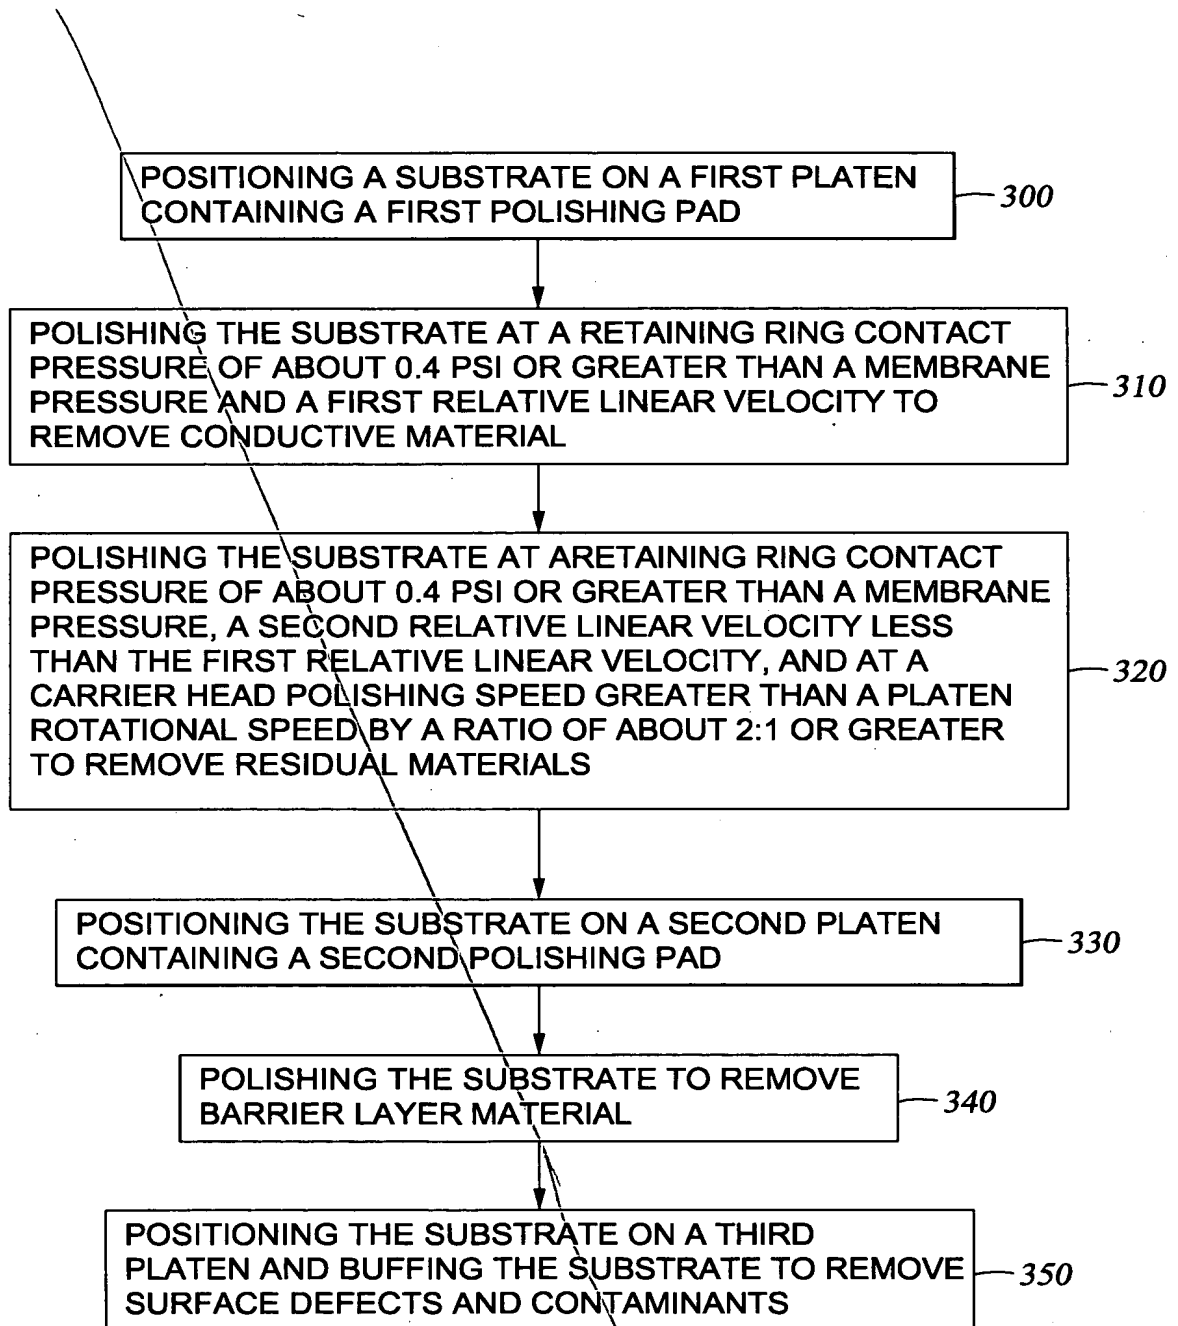 POSITIONING A SUBSTRATE ON A FIRST PLATEN
CONTAINING A FIRST POLISHING PAD
300
POLISHING THE SUBSTRATE AT A RETAINING RING CONTACT
PRESSURE OF ABOUT 0.4 PSI OR GREATER THAN A MEMBRANE
PRESSURE AND A FIRST RELATIVE LINEAR VELOCITY TO
REMOVE CONDUCTIVE MATERIAL
310
POLISHING THE SUBSTRATE AT ARETAINING RING CONTACT
PRESSURE OF ABOUT 0.4 PSI OR GREATER THAN A MEMBRANE
PRESSURE, A SECOND RELATIVE LINEAR VELOCITY LESS
THAN THE FIRST RELATIVE LINEAR VELOCITY, AND AT A
CARRIER HEAD POLISHING SPEED GREATER THAN A PLATEN
ROTATIONAL SPEED BY A RATIO OF ABOUT 2:1 OR GREATER
TO REMOVE RESIDUAL MATERIALS
320
POSITIONING THE SUBSTRATE ON A SECOND PLATEN
CONTAINING A SECOND POLISHING PAD
330
POLISHING THE SUBSTRATE TO REMOVE
BARRIER LAYER MATERIAL
340
POSITIONING THE SUBSTRATE ON A THIRD
PLATEN AND BUFFING THE SUBSTRATE TO REMOVE
SURFACE DEFECTS AND CONTAMINANTS
350